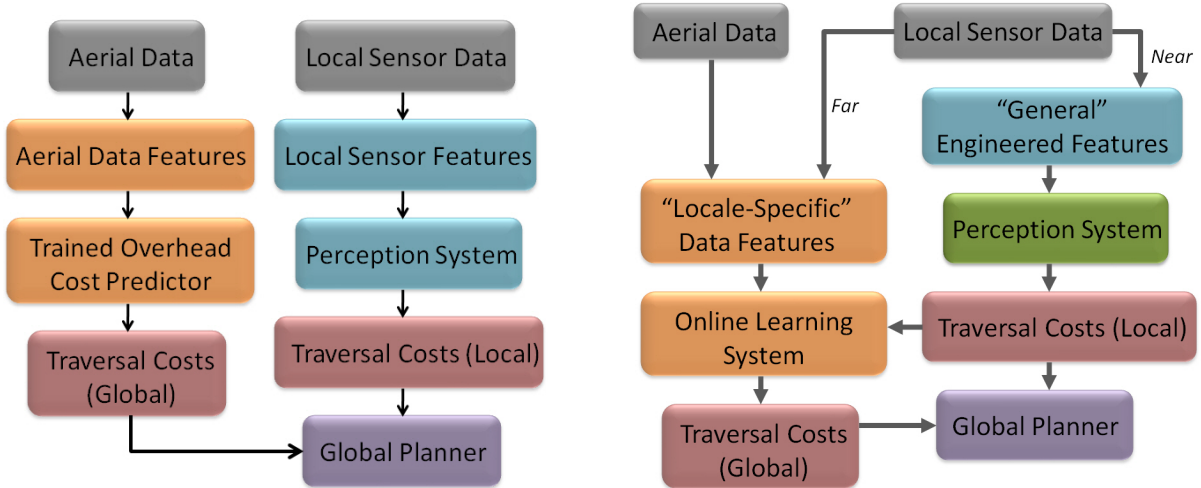 Aerial Data
Local Sensor Data
Aerial Data Features
Local Sensor Features
Trained Overhead
Cost Predictor
Perception System
Traversal Costs
(Global)
Traversal Costs (Local)
Global Planner
Aerial Data
Local Sensor Data
Near
Far
“General”
Engineered Features
“Locale-Specific”
Data Features
Perception System
Online Learning
System
Traversal Costs (Local)
Traversal Costs
(Global)
Global Planner